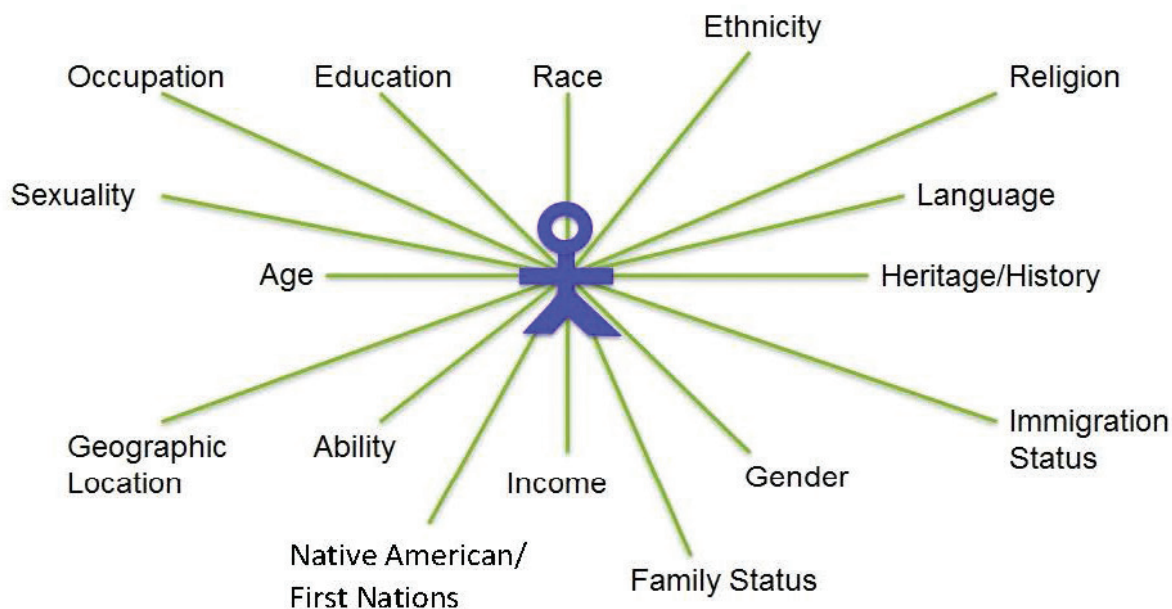 Ethnicity
Occupation
Education
Race
Religion
Sexuality
Language
Age
Heritage/History
Geographic
Location
Ability
Income
Gender
Immigration
Status
Native American/
First Nations
Family Status